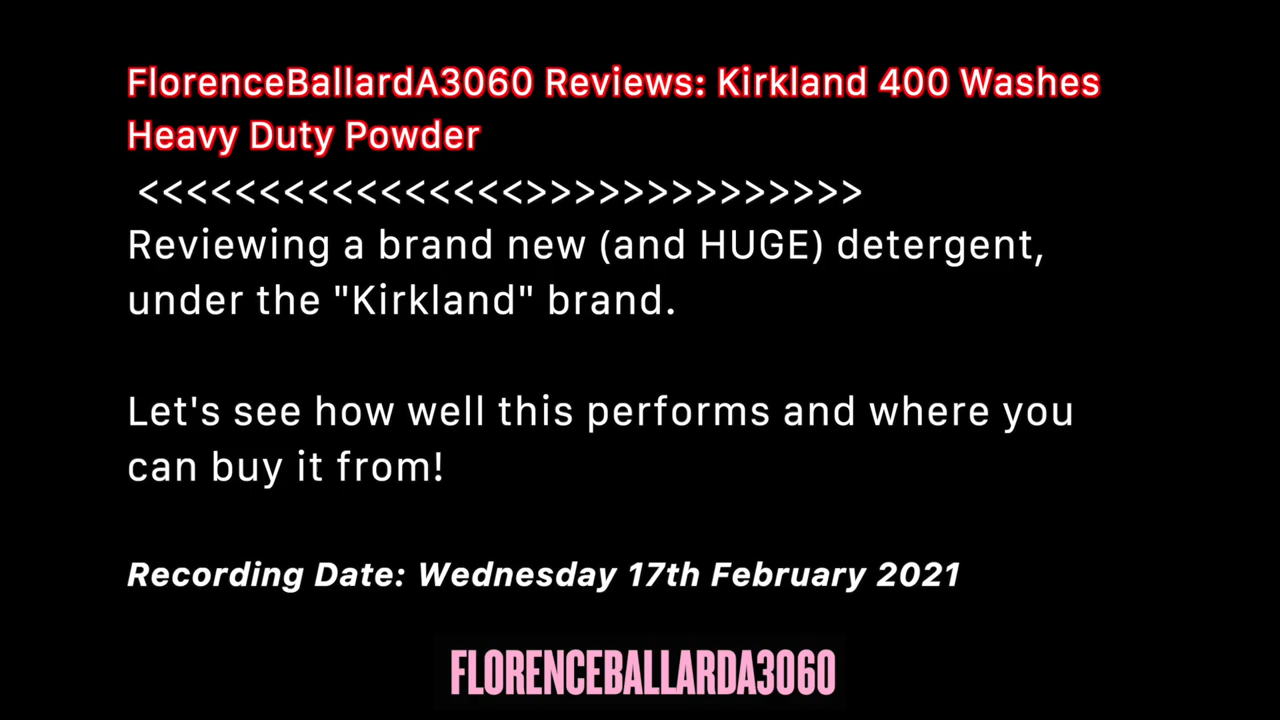 FlorenceBallardA3060 Reviews: Kirkland 400 Washes
Heavy Duty Powder
<<<<<<<<<<<<<<<<>>>>>>>>>>>>>>
Reviewing a brand new (and HUGE) detergent,
under the "Kirkland" brand.
Let's see how well this performs and where you
can buy it from!
Recording Date: Wednesday 17th February 2021
FLORENCEBALLARDA3060